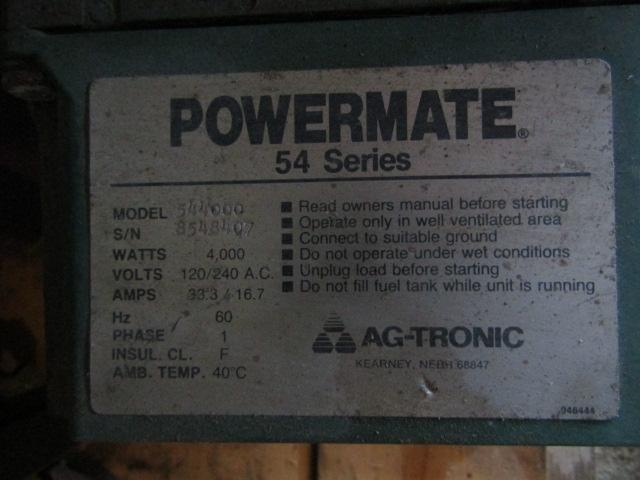 POWERMATE®
54 Series
MODEL 544000
S/N 8548407
WATTS 4,000
VOLTS 120/240 A.C.
AMPS 33.3 / 16.7
Hz 60
PHASE 1
INSUL. CL. F
AMB. TEMP. 40°C
■ Read owners manual before starting
■ Operate only in well ventilated area
■ Connect to suitable ground
■ Do not operate under wet conditions
■ Unplug load before starting
■ Do not fill fuel tank while unit is running
AG-TRONIC
KEARNEY, NEBR 68847
046444